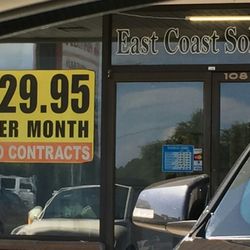 East Coast So
108
29.95
ER MONTH
O CONTRACTS